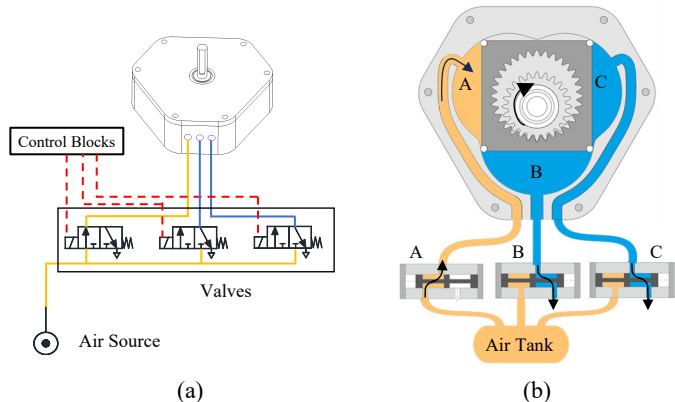 Control Blocks
Valves
Air Source
(a)
A
C
B
A
B
C
Air Tank
(b)